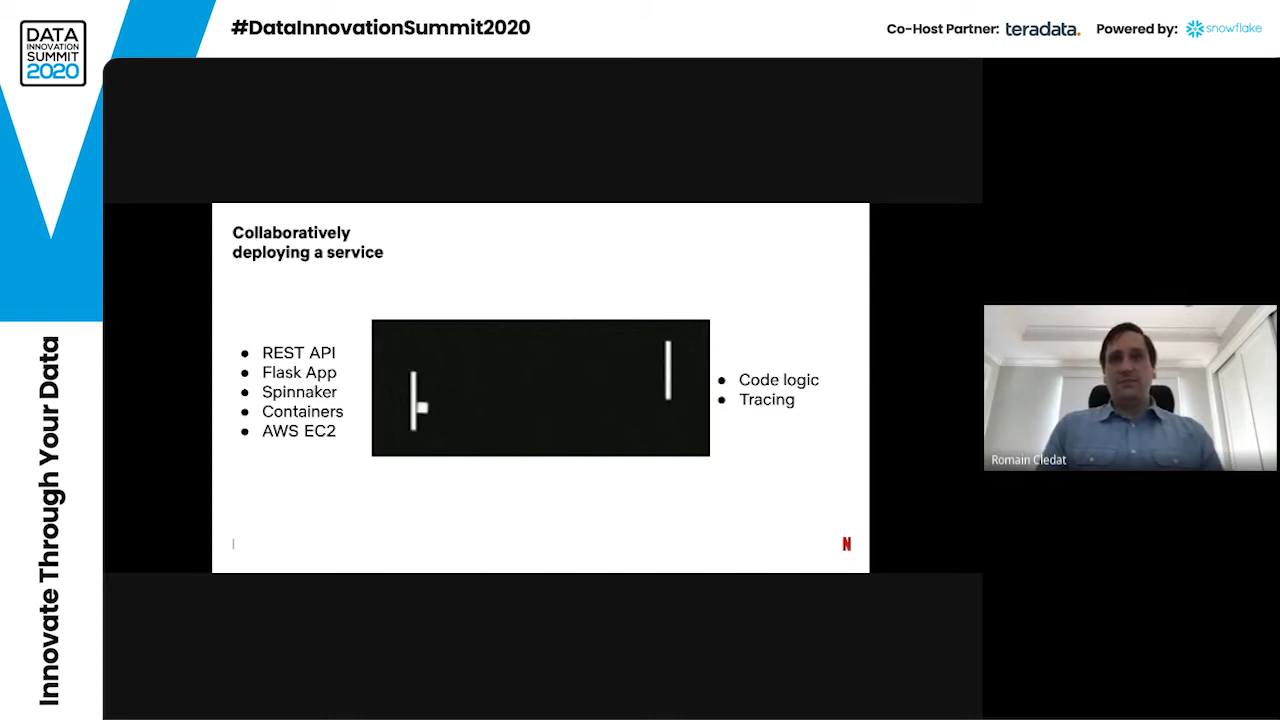 #DataInnovationSummit2020
Co-Host Partner: teradata.
Powered by: snowflake
DATA
INNOVATION
SUMMIT
2020
Innovate Through Your Data
Collaboratively
deploying a service
● REST API
● Flask App
● Spinnaker
● Containers
● AWS EC2
● Code logic
● Tracing
N
Romain Cledat